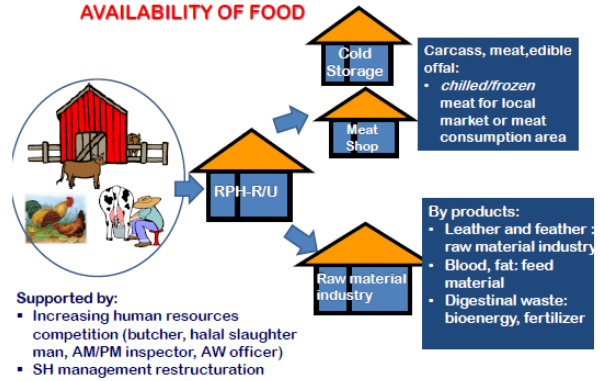 AVAILABILITY OF FOOD
Cold
Storage
Carcass, meat,edible
offal:
• chilled/frozen
meat for local
market or meat
consumption area
Meat
Shop
RPH-R/U
By products:
• Leather and feather :
raw material industry
• Blood, fat: feed
material
• Digestinal waste:
bioenergy, fertilizer
Raw material
industry
Supported by:
▪ Increasing human resources
competition (butcher, halal slaughter
man, AM/PM inspector, AW officer)
▪ SH management restructuration